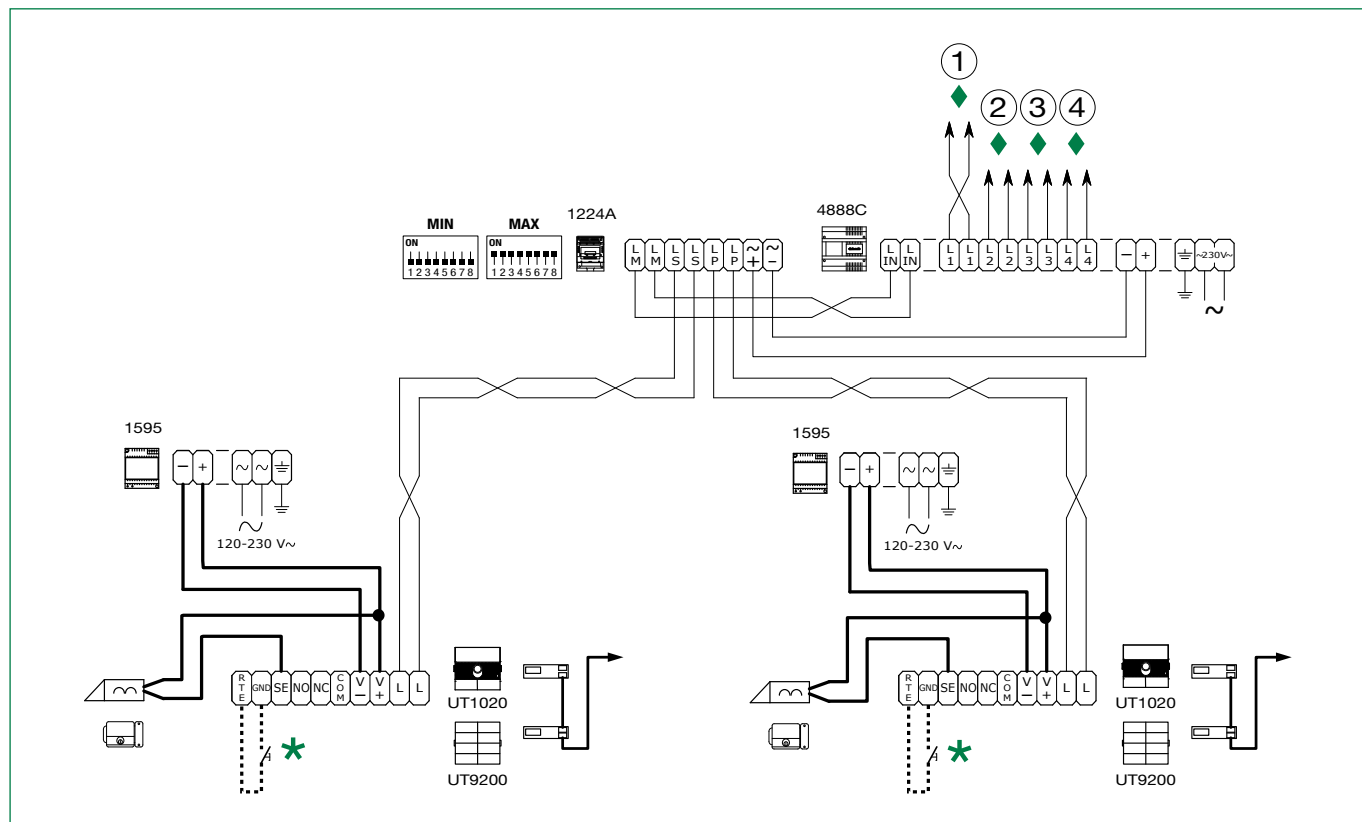 1
2 3 4
MIN MAX 1224A 4888C
ON ON
1 2 3 4 5 6 7 8 1 2 3 4 5 6 7 8
L M L M L S L S L P L P ~ + ~ −
L IN L IN L 1 L 1 L 2 L 2 L 3 L 3 L 4 L 4 − + ~230V~
~
1595
− + ~ ~
~
120-230 V~
1595
− + ~ ~
~
120-230 V~
RTE GND SE NO NC COM V − V + L L
UT1020
*
UT9200
RTE GND SE NO NC COM V − V + L L
UT1020
*
UT9200